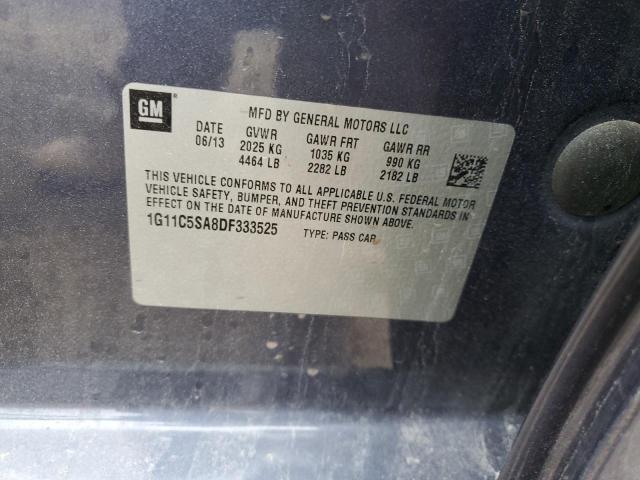 GM
MFD BY GENERAL MOTORS LLC
DATE GVWR GAWR FRT GAWR RR
06/13 2025 KG 1035 KG 990 KG
4464 LB 2282 LB 2182 LB
THIS VEHICLE CONFORMS TO ALL APPLICABLE U.S. FEDERAL MOTOR
VEHICLE SAFETY, BUMPER, AND THEFT PREVENTION STANDARDS IN
EFFECT ON THE DATE OF MANUFACTURE SHOWN ABOVE.
1G11C5SA8DF333525 TYPE: PASS CAR